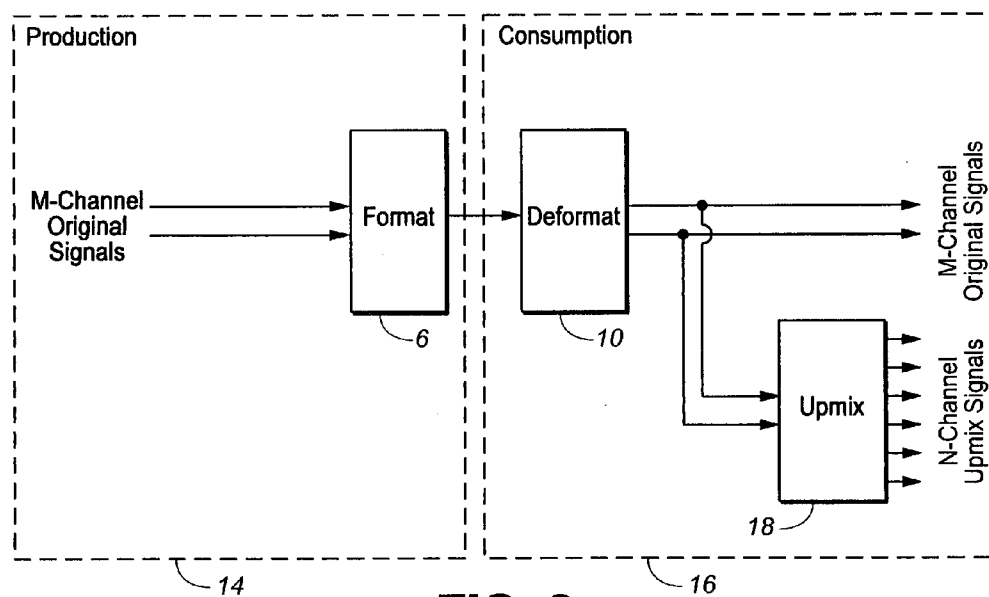 Production
Consumption
M-Channel
Original
Signals
Format
Deformat
M-Channel
Original Signals
6
10
Upmix
N-Channel
Upmix Signals
18
14
16